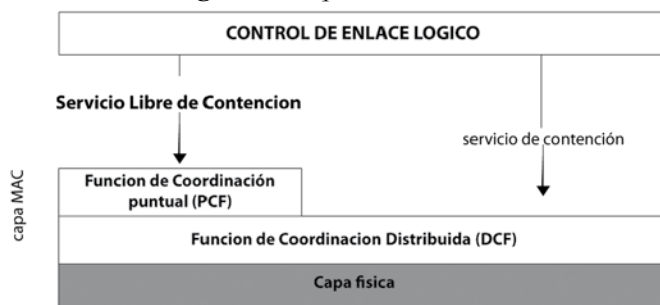 CONTROL DE ENLACE LOGICO
Servicio Libre de Contencion
servicio de contención
capa MAC
Funcion de Coordinación
puntual (PCF)
Funcion de Coordinacion Distribuida (DCF)
Capa fisica